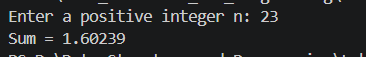 Enter a positive integer n: 23
Sum = 1.60239